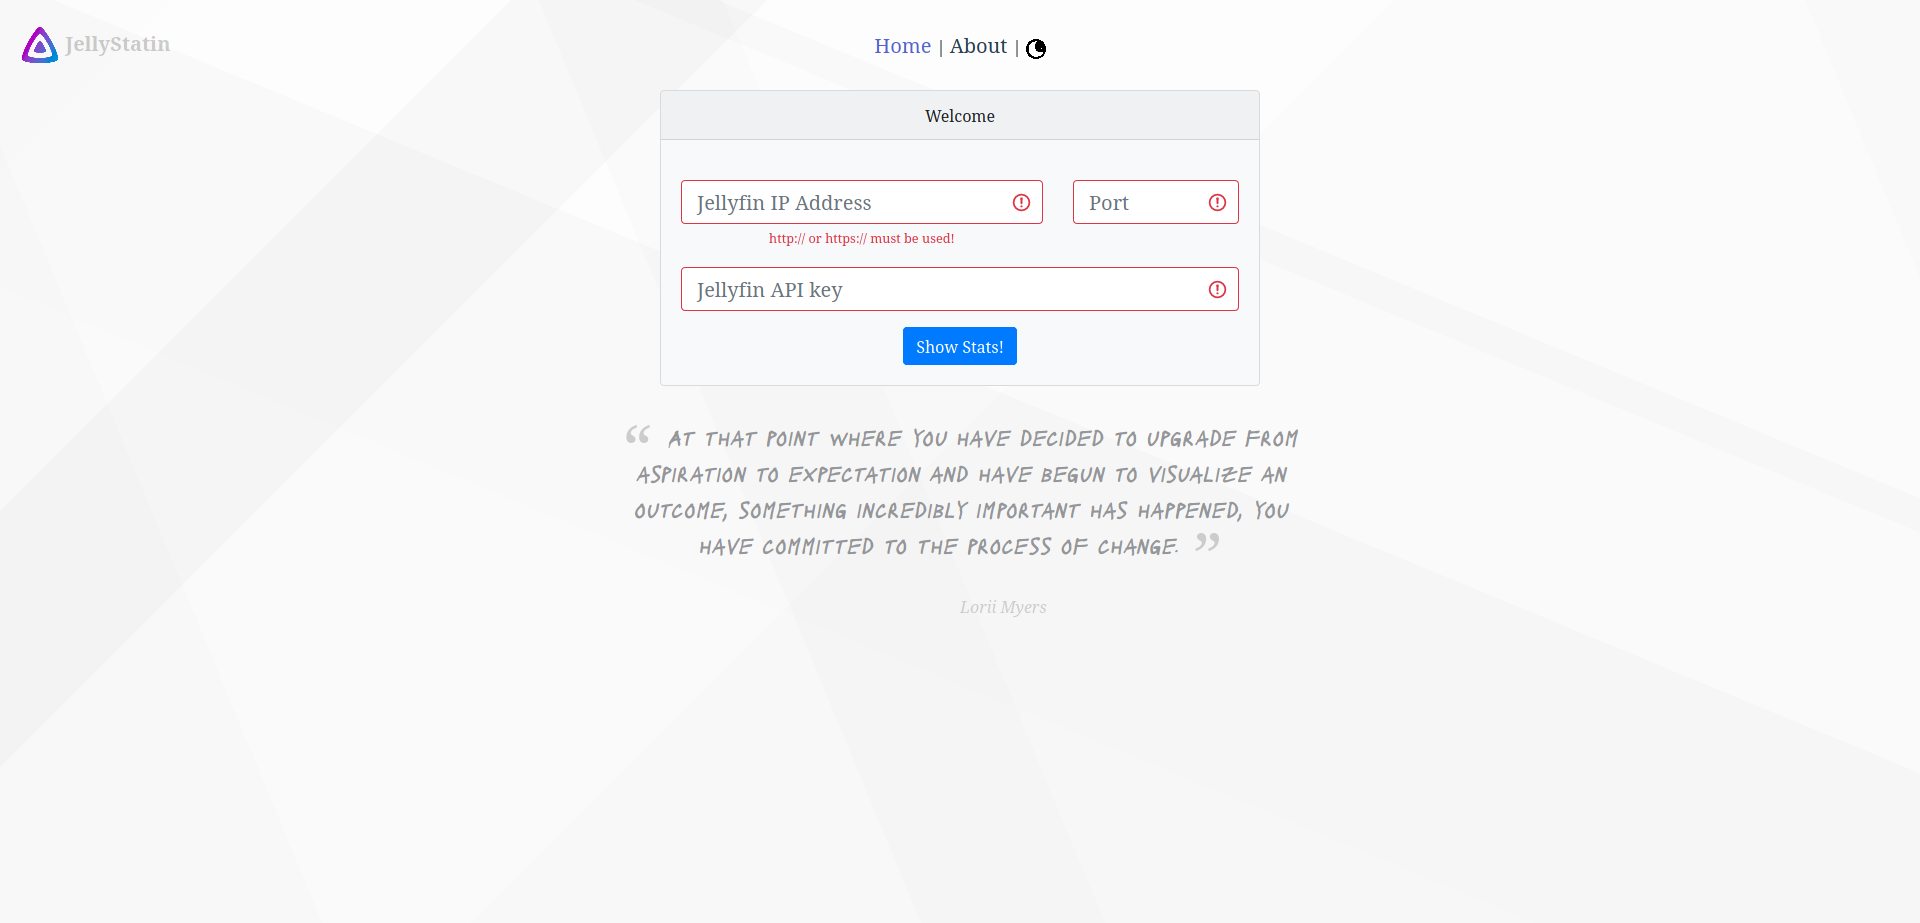 JellyStatin
Home | About |
Welcome
Jellyfin IP Address
Port
http:// or https:// must be used!
Jellyfin API key
Show Stats!
“ AT THAT POINT WHERE YOU HAVE DECIDED TO UPGRADE FROM
ASPIRATION TO EXPECTATION AND HAVE BEGUN TO VISUALIZE AN
OUTCOME, SOMETHING INCREDIBLY IMPORTANT HAS HAPPENED, YOU
HAVE COMMITTED TO THE PROCESS OF CHANGE. ”
Lorii Myers